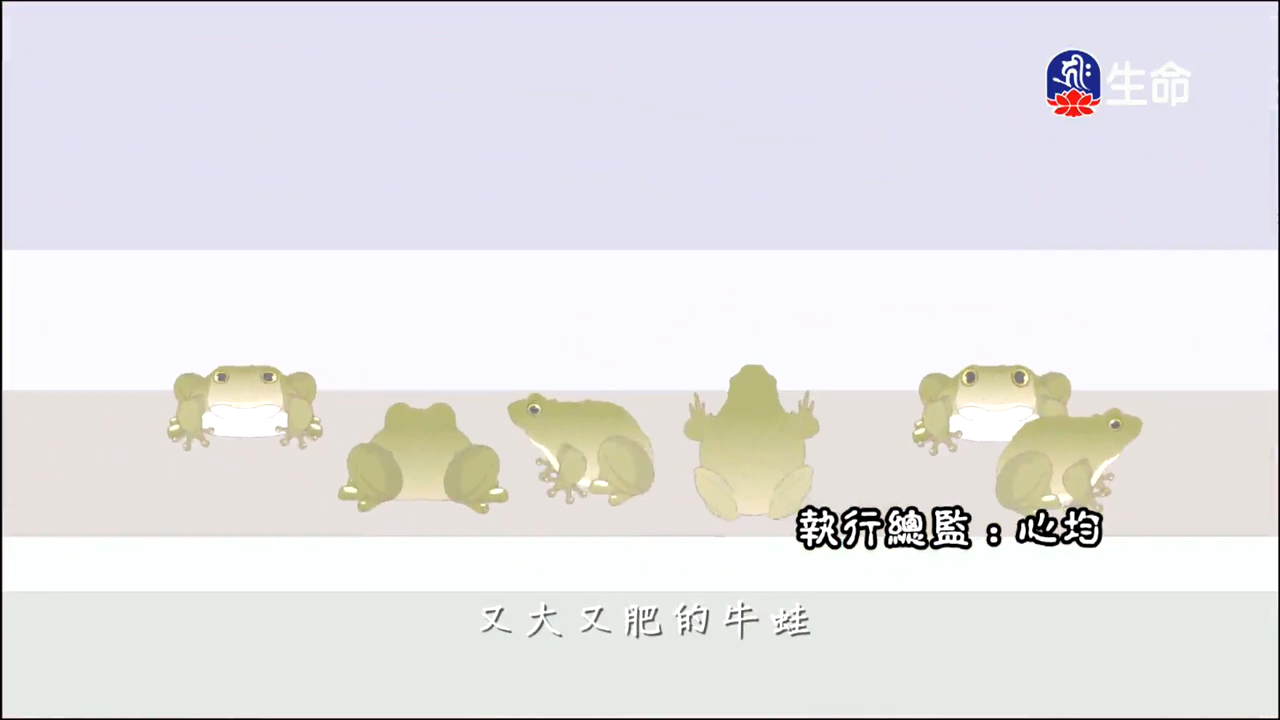 生命
執行總監：心均
又大又肥的牛蛙